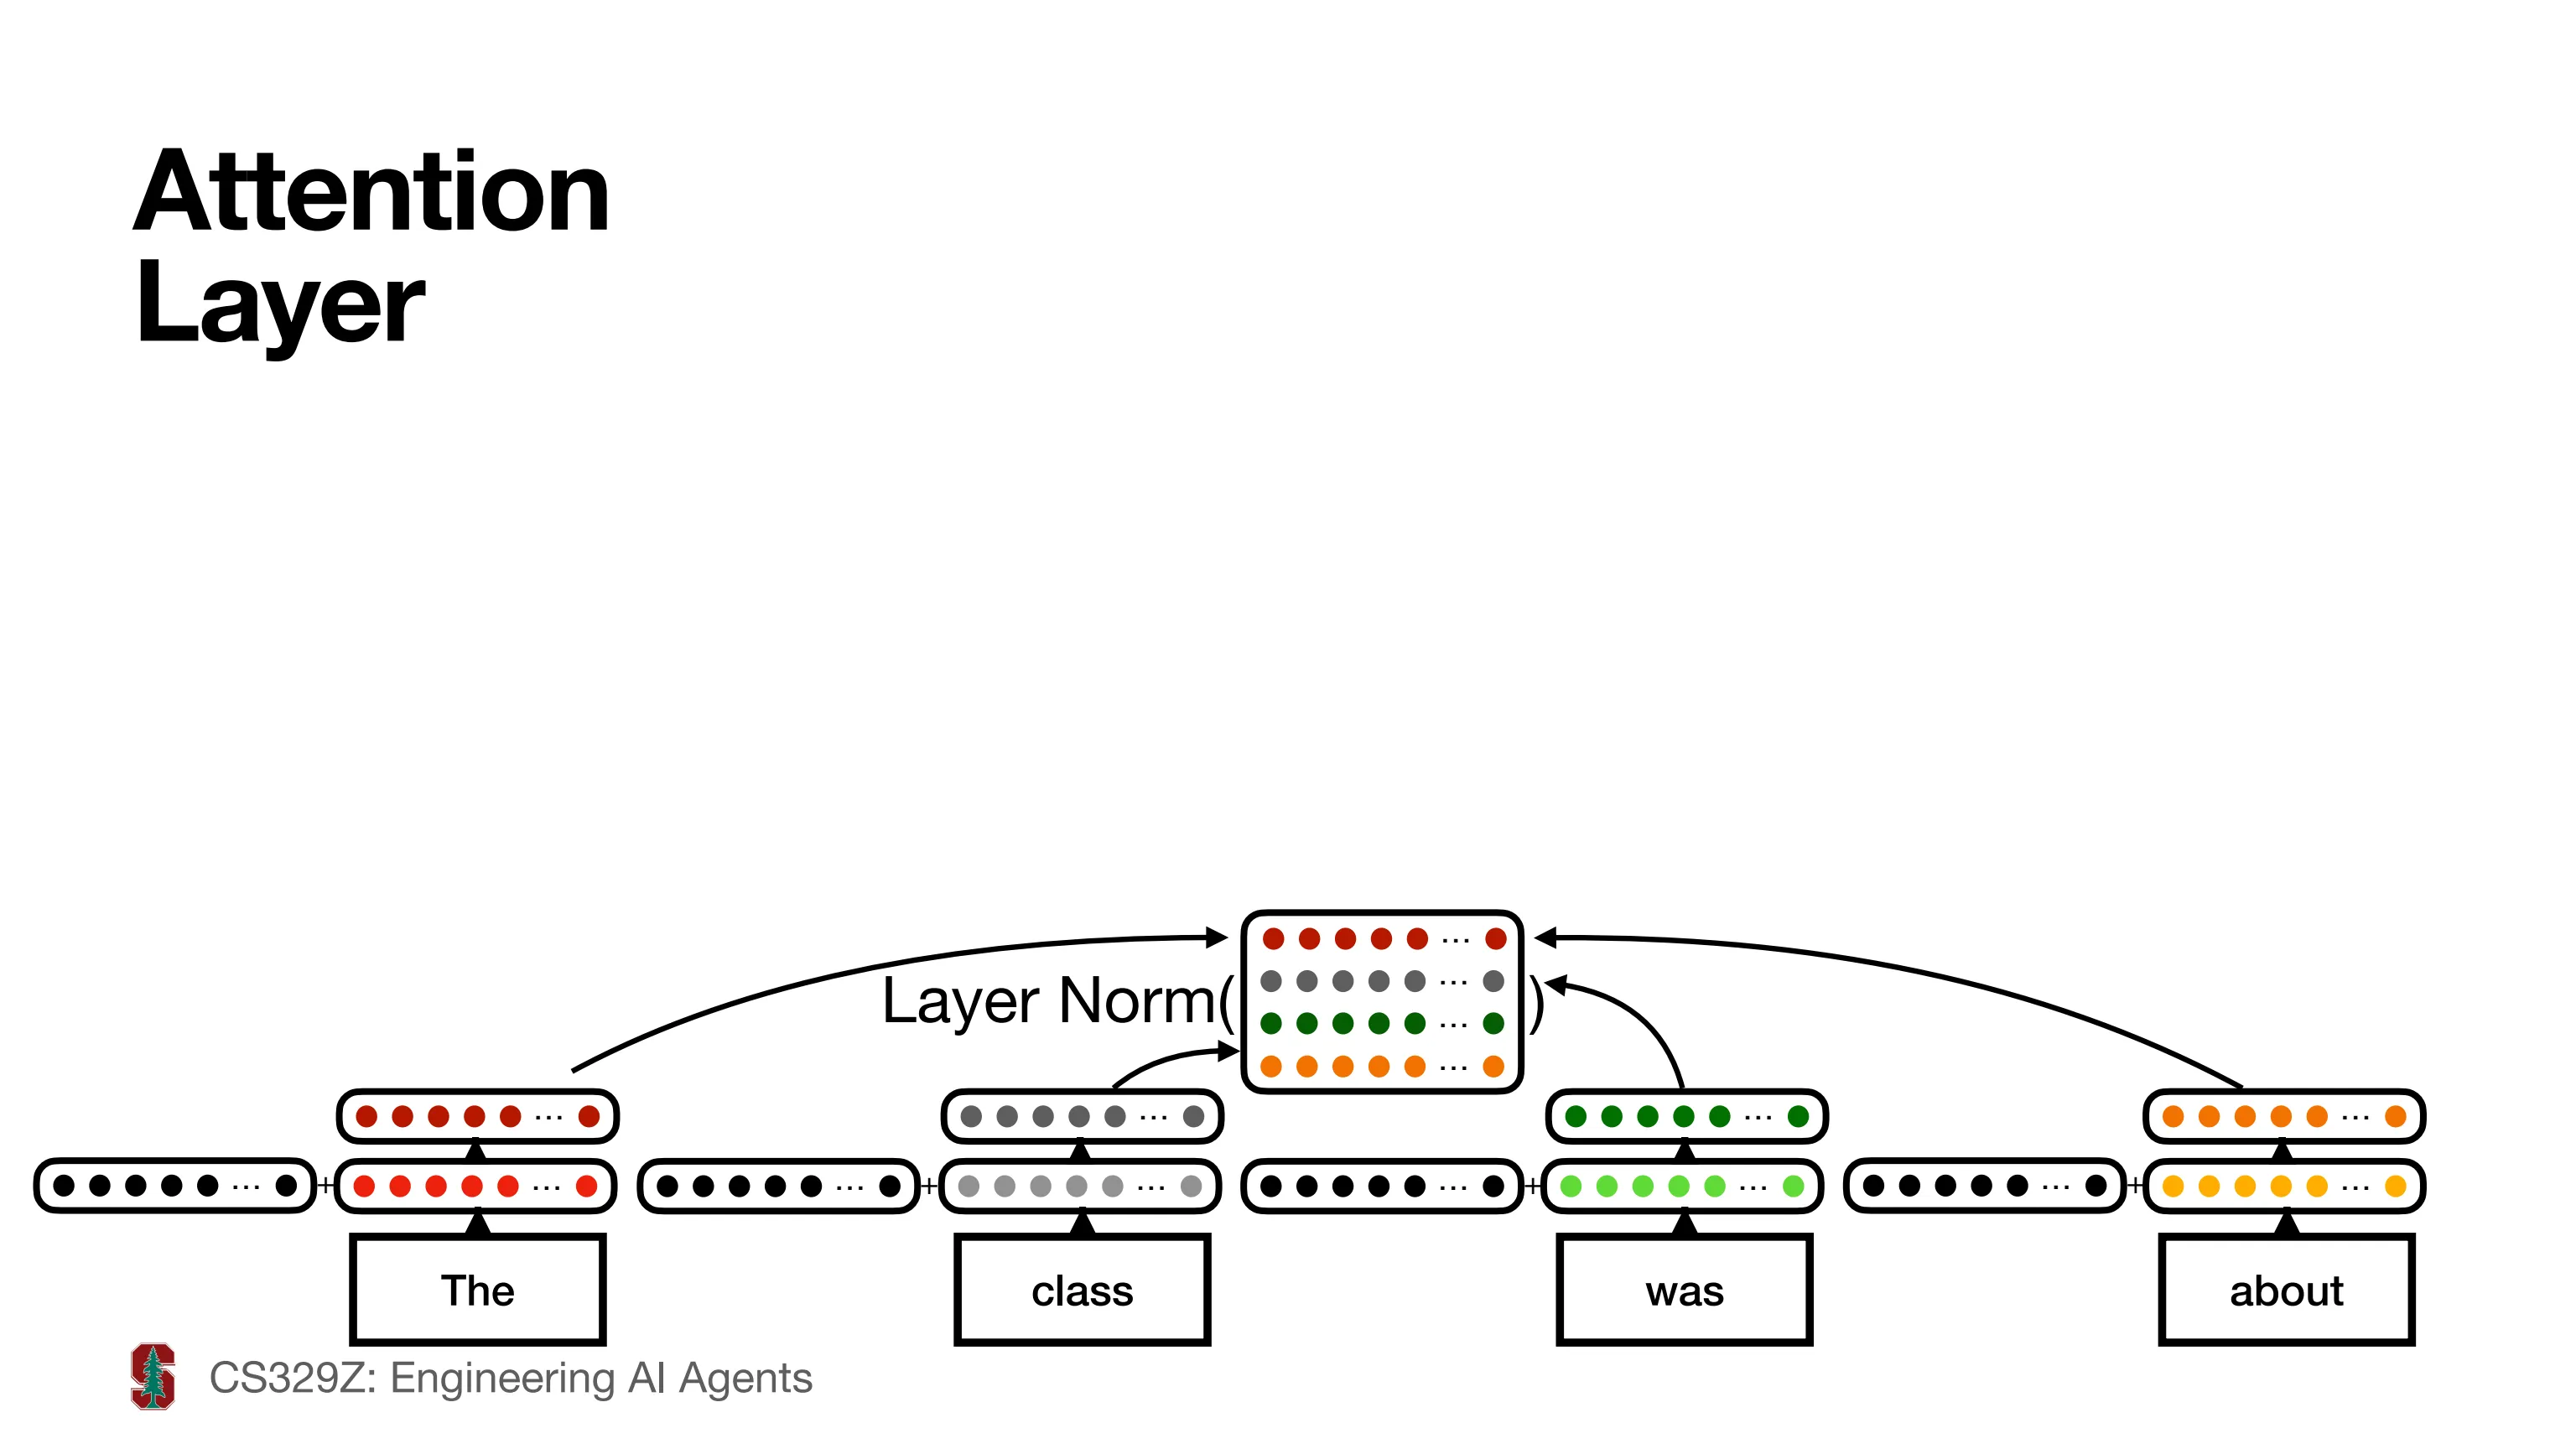 Attention
Layer
Layer Norm( )
The class was about
CS329Z: Engineering AI Agents